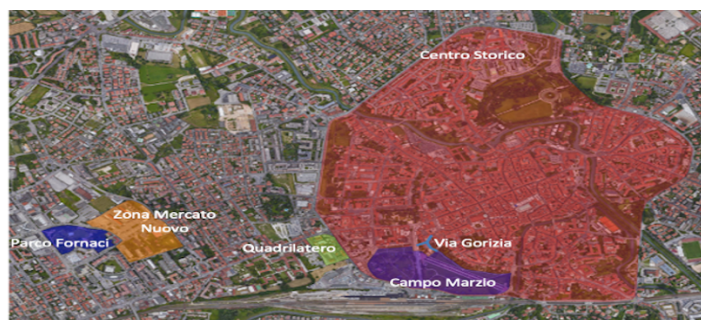 Centro Storico
Zona Mercato
Nuovo
Parco Fornaci
Quadrilatero
Via Gorizia
Campo Marzio